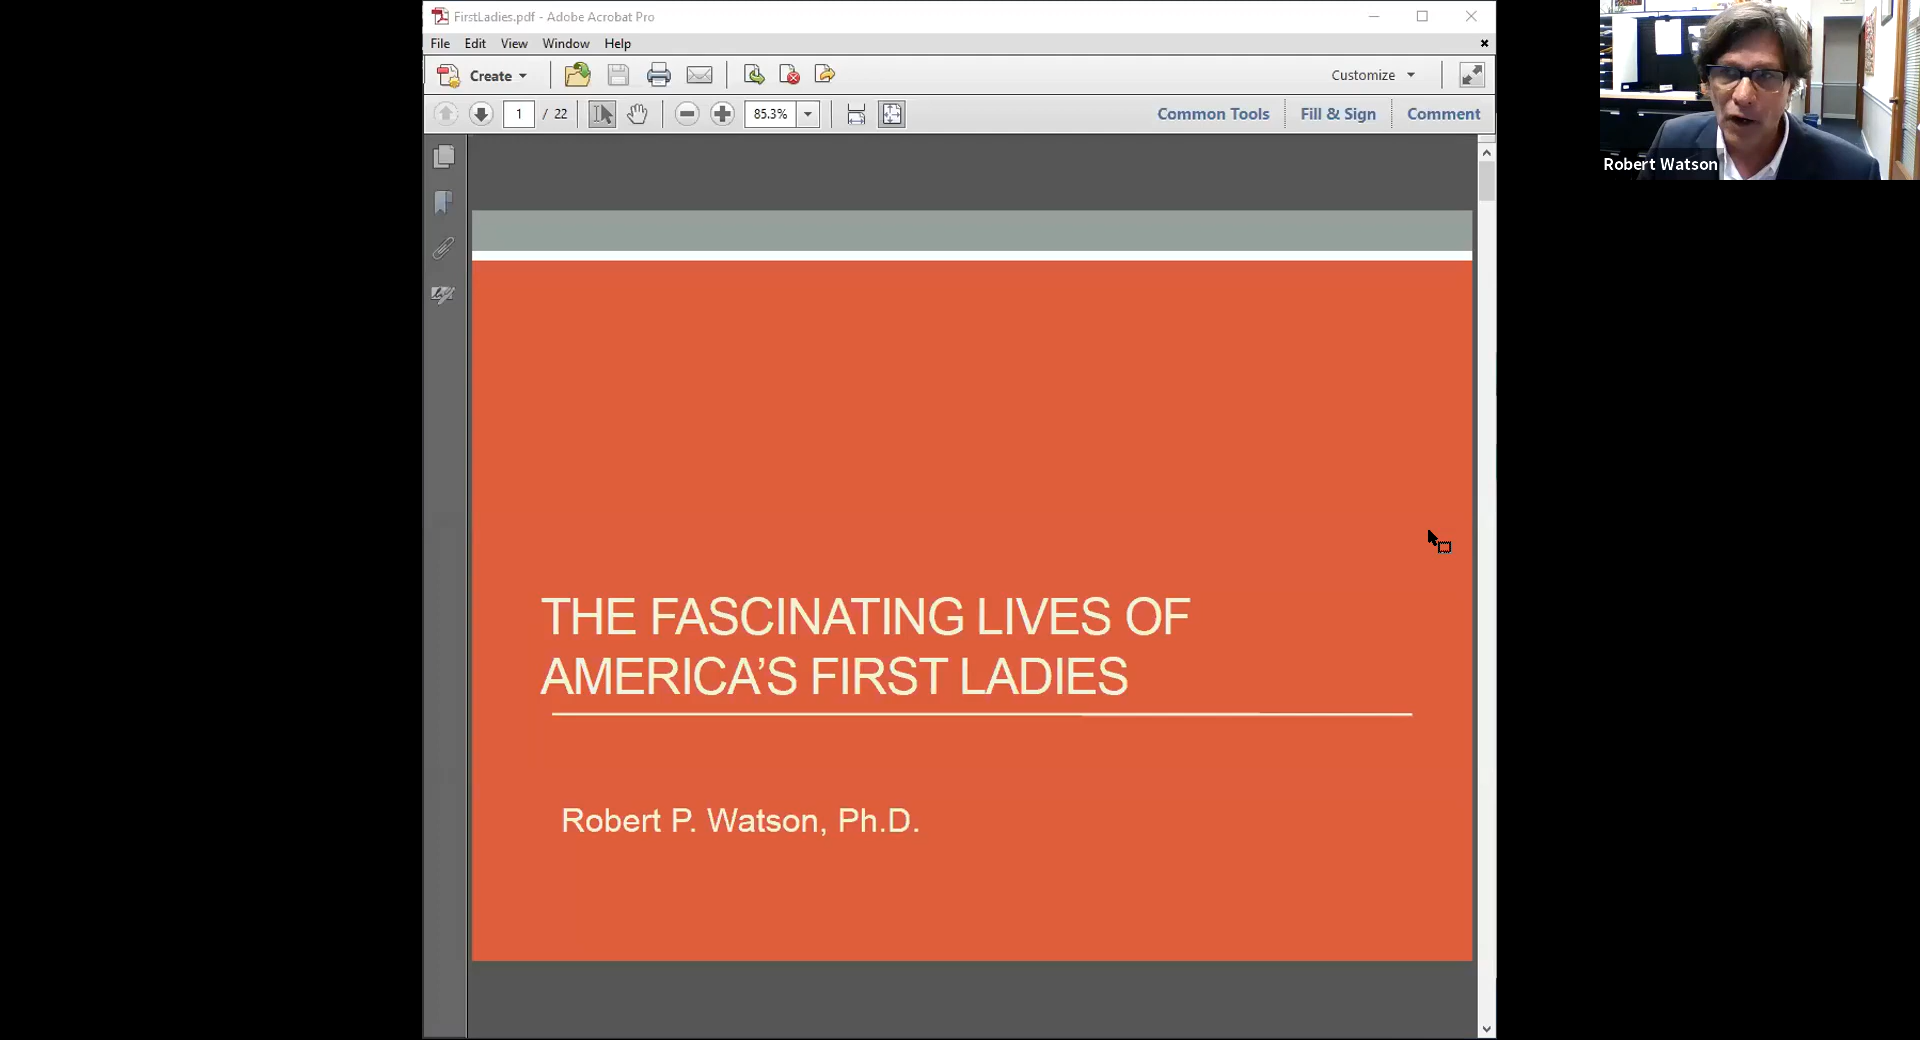 FirstLadies.pdf - Adobe Acrobat Pro
File Edit View Window Help
Create
Customize
1 / 22
85.3%
Common Tools
Fill & Sign
Comment
THE FASCINATING LIVES OF
AMERICA'S FIRST LADIES
Robert P. Watson, Ph.D.
Robert Watson